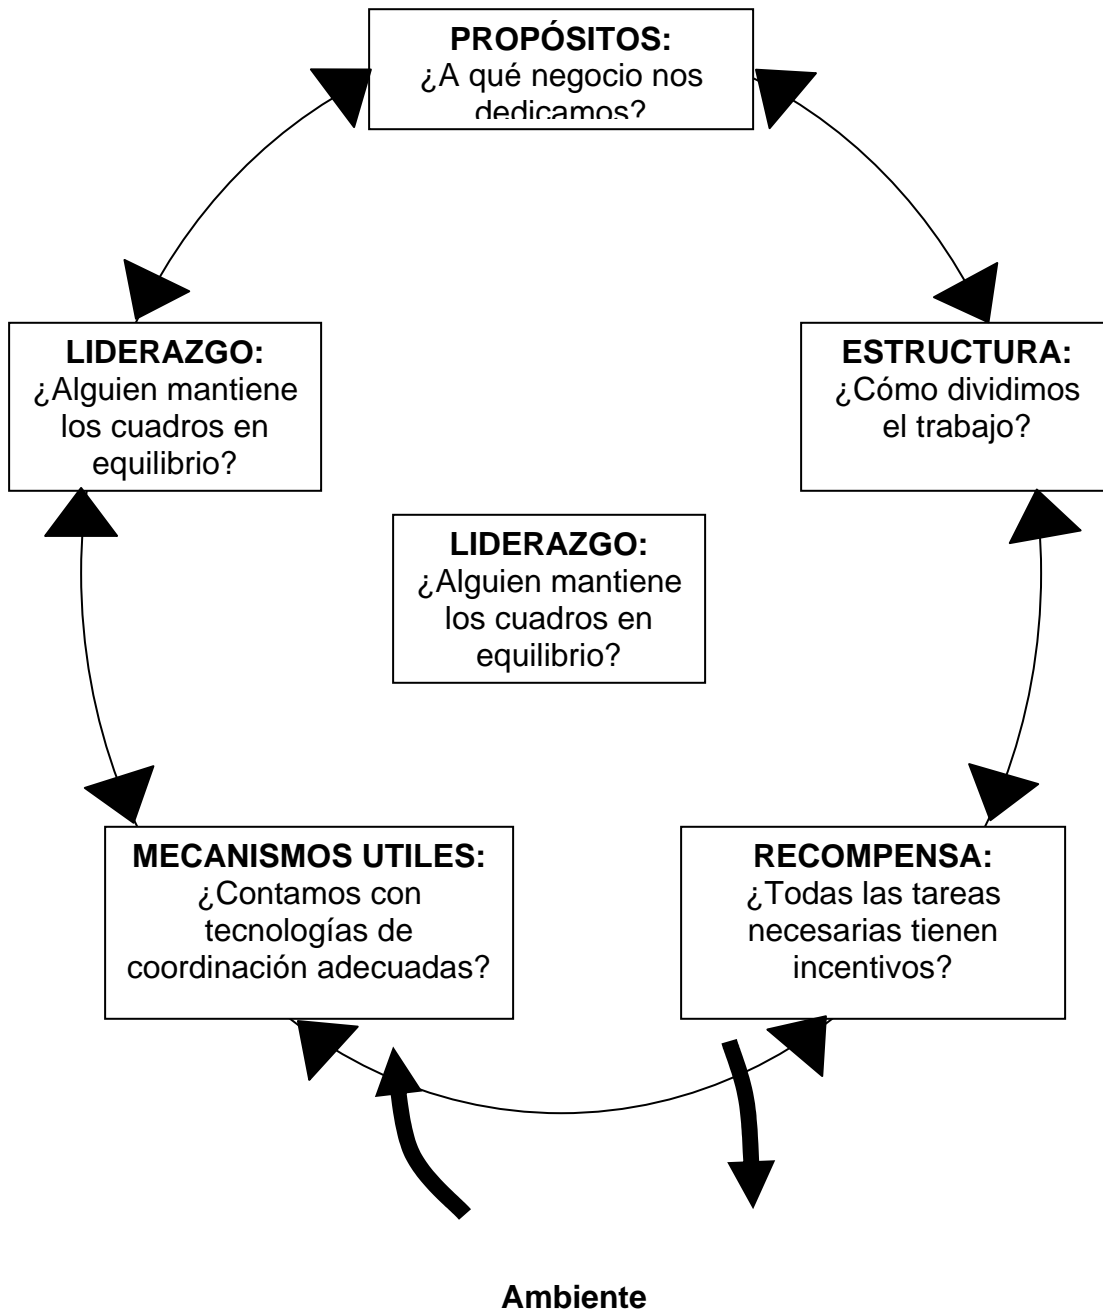 PROPÓSITOS:
¿A qué negocio nos
dedicamos?
LIDERAZGO:
¿Alguien mantiene
los cuadros en
equilibrio?
ESTRUCTURA:
¿Cómo dividimos
el trabajo?
LIDERAZGO:
¿Alguien mantiene
los cuadros en
equilibrio?
MECANISMOS UTILES:
¿Contamos con
tecnologías de
coordinación adecuadas?
RECOMPENSA:
¿Todas las tareas
necesarias tienen
incentivos?
Ambiente